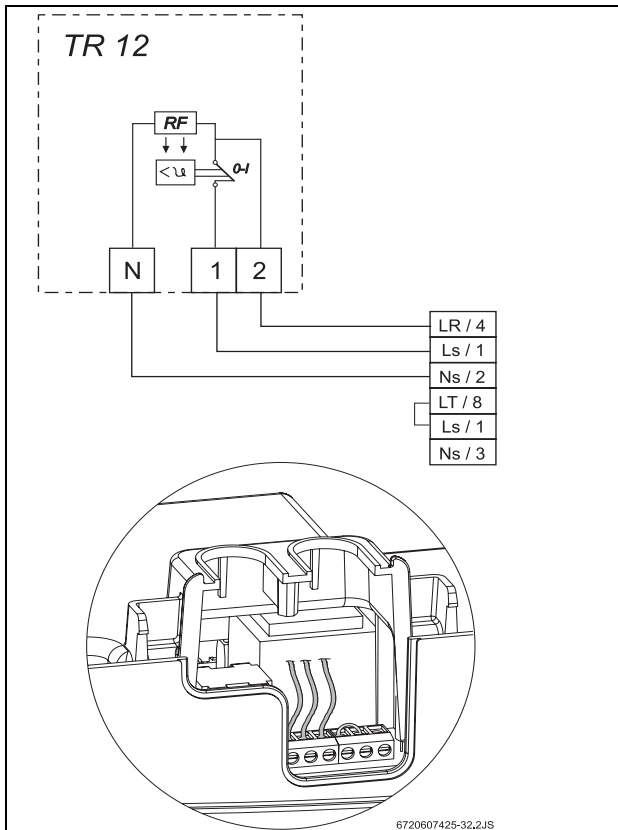 TR 12
RF
0-I
N 1 2
LR / 4
Ls / 1
Ns / 2
LT / 8
Ls / 1
Ns / 3
6720607425-32.2JS